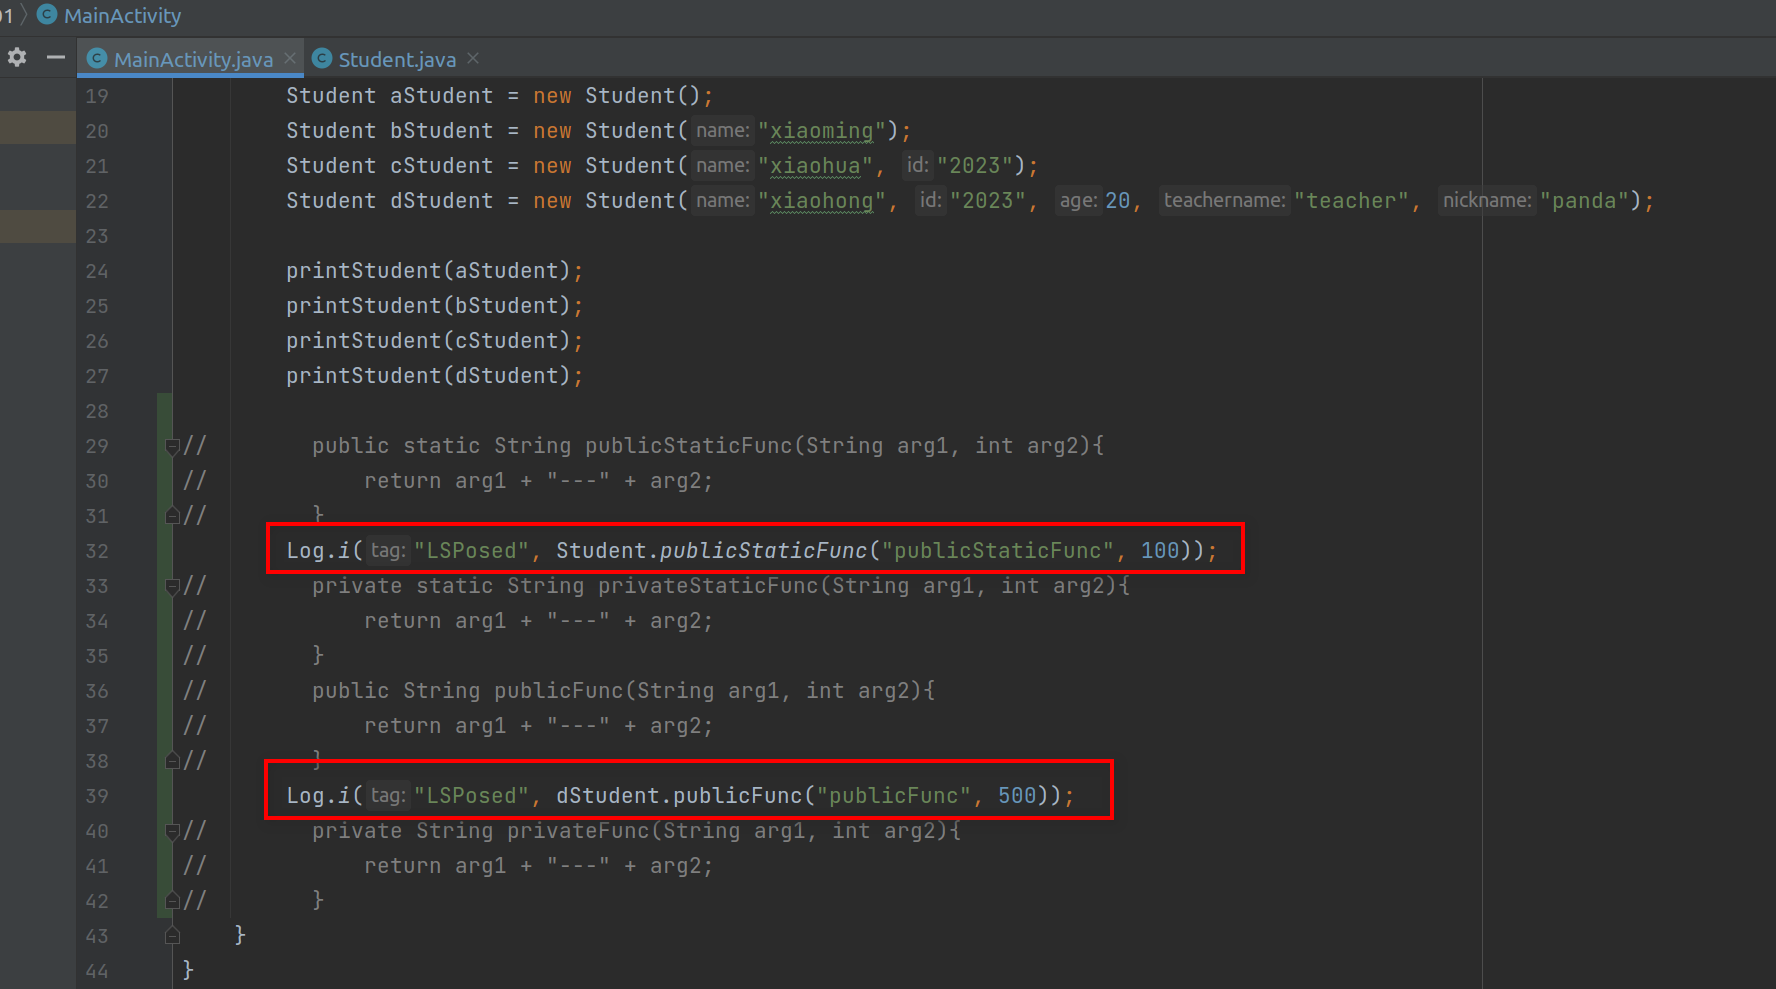 01 > C MainActivity
C MainActivity.java × C Student.java ×
19 Student aStudent = new Student();
20 Student bStudent = new Student( name: "xiaoming");
21 Student cStudent = new Student( name: "xiaohua", id: "2023");
22 Student dStudent = new Student( name: "xiaohong", id: "2023", age: 20, teachername: "teacher", nickname: "panda");
23
24 printStudent(aStudent);
25 printStudent(bStudent);
26 printStudent(cStudent);
27 printStudent(dStudent);
28
29 // public static String publicStaticFunc(String arg1, int arg2){
30 // return arg1 + "---" + arg2;
31 // }
32 Log.i( tag: "LSPosed", Student.publicStaticFunc("publicStaticFunc", 100));
33 // private static String privateStaticFunc(String arg1, int arg2){
34 // return arg1 + "---" + arg2;
35 // }
36 // public String publicFunc(String arg1, int arg2){
37 // return arg1 + "---" + arg2;
38 // }
39 Log.i( tag: "LSPosed", dStudent.publicFunc("publicFunc", 500));
40 // private String privateFunc(String arg1, int arg2){
41 // return arg1 + "---" + arg2;
42 // }
43 }
44 }